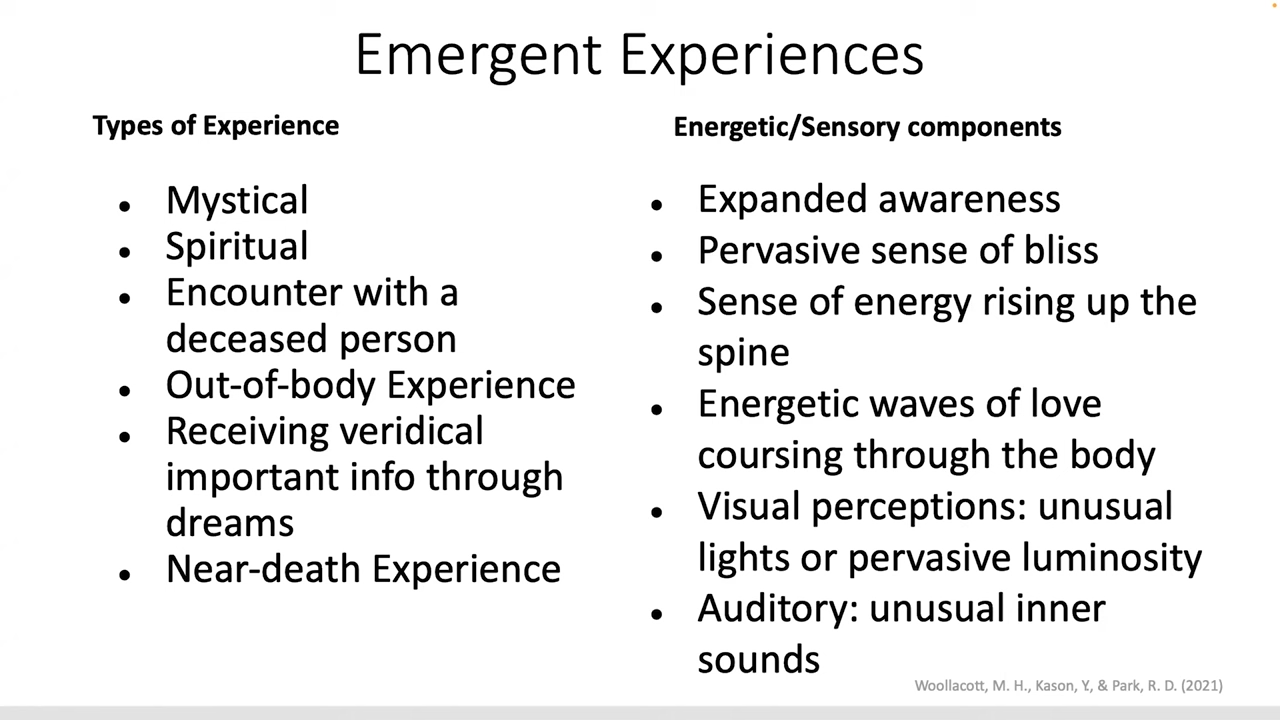 Emergent Experiences
Types of Experience
• Mystical
• Spiritual
• Encounter with a
deceased person
• Out-of-body Experience
• Receiving veridical
important info through
dreams
• Near-death Experience
Energetic/Sensory components
• Expanded awareness
• Pervasive sense of bliss
• Sense of energy rising up the
spine
• Energetic waves of love
coursing through the body
• Visual perceptions: unusual
lights or pervasive luminosity
• Auditory: unusual inner
sounds
Woollacott, M. H., Kason, Y., & Park, R. D. (2021)